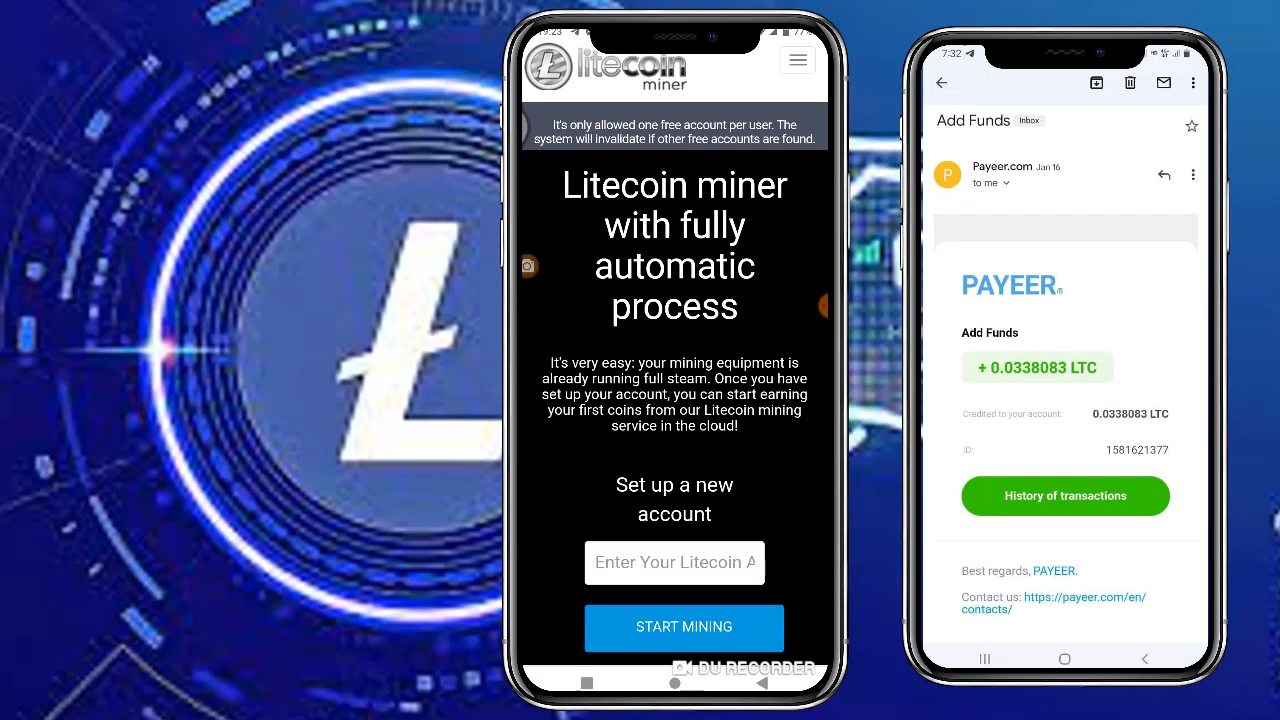 litecoin
miner
It's only allowed one free account per user. The
system will invalidate if other free accounts are found.
Litecoin miner
with fully
automatic
process
It's very easy: your mining equipment is
already running full steam. Once you have
set up your account, you can start earning
your first coins from our Litecoin mining
service in the cloud!
Set up a new
account
Enter Your Litecoin A
START MINING
DU RECORDER
7:32
Add Funds Inbox
P
Payeer.com Jan 16
to me
PAYEER®
Add Funds
+ 0.0338083 LTC
Credited to your account: 0.0338083 LTC
ID: 1581621377
History of transactions
Best regards, PAYEER.
Contact us: https://payeer.com/en/
contacts/